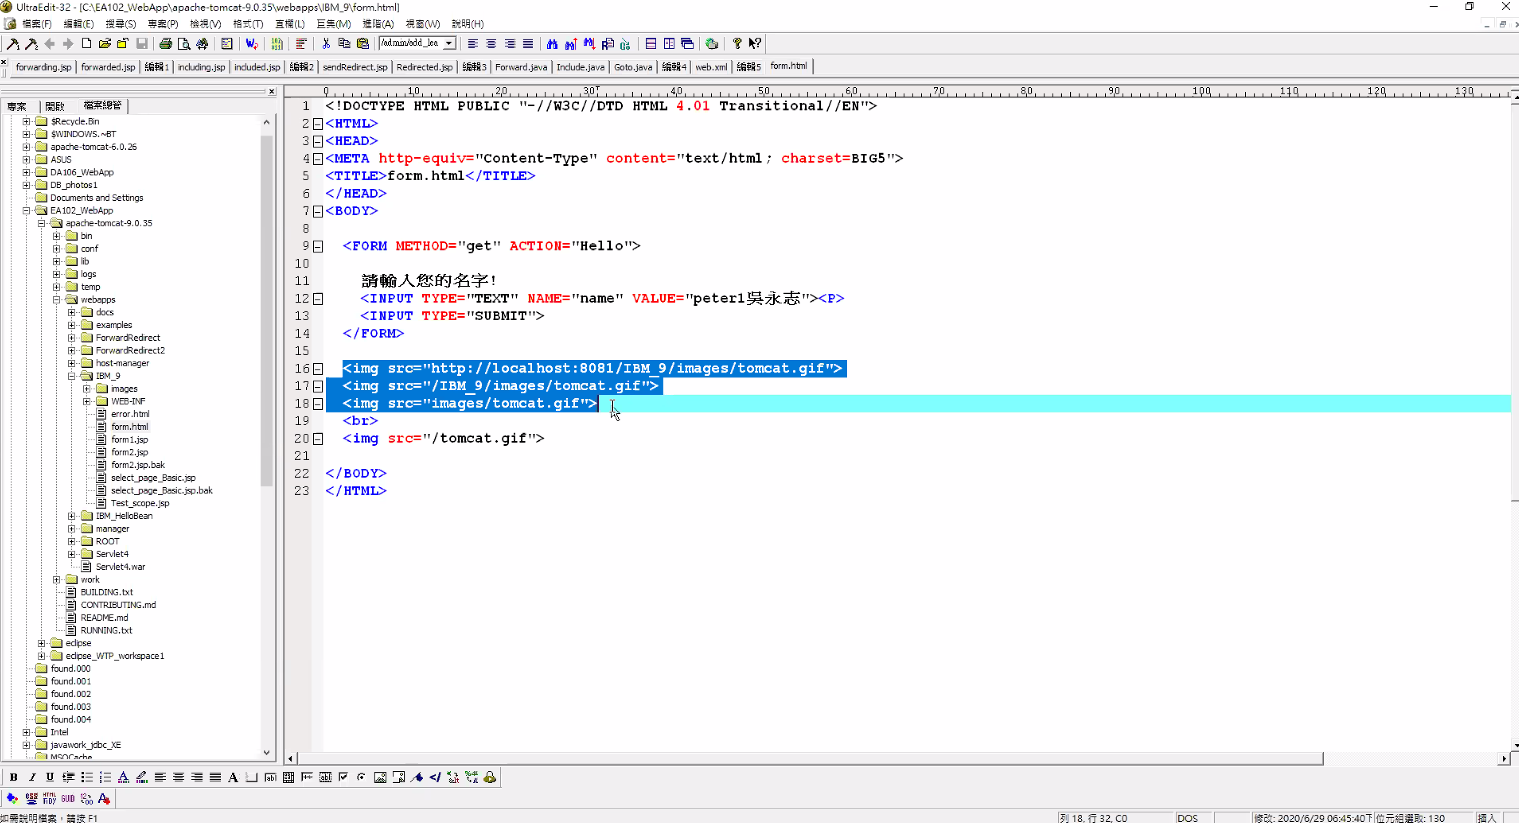 UltraEdit-32 - [C:\EA102_WebApp\apache-tomcat-9.0.35\webapps\IBM_9\form.html]
檔案(F) 編輯(E) 搜尋(S) 專案(P) 檢視(V) 格式(T) 直欄(L) 巨集(M) 進階(A) 視窗(W) 說明(H)
/admin/add_lea
forwarding.jsp forwarded.jsp 編輯1 including.jsp included.jsp 編輯2 sendRedirect.jsp Redirected.jsp 編輯3 Forward.java Include.java Goto.java 編輯4 web.xml 編輯5 form.html
專案 開啟 檔案總管
0 10 20 30 40 50 60 70 80 90 100 110 120 130
$Recycle.Bin
$WINDOWS.~BT
apache-tomcat-6.0.26
ASUS
DA106_WebApp
DB_photos1
Documents and Settings
EA102_WebApp
apache-tomcat-9.0.35
bin
conf
lib
logs
temp
webapps
docs
examples
ForwardRedirect
ForwardRedirect2
host-manager
IBM_9
images
WEB-INF
error.html
form.html
form1.jsp
form2.jsp
form2.jsp.bak
select_page_Basic.jsp
select_page_Basic.jsp.bak
Test_scope.jsp
IBM_HelloBean
manager
ROOT
Servlet4
Servlet4.war
work
BUILDING.txt
CONTRIBUTING.md
README.md
RUNNING.txt
eclipse
eclipse_WTP_workspace1
found.000
found.001
found.002
found.003
found.004
Intel
javawork_jdbc_XE
MSOCache
1 <!DOCTYPE HTML PUBLIC "-//W3C//DTD HTML 4.01 Transitional//EN">
2 <HTML>
3 <HEAD>
4 <META http-equiv="Content-Type" content="text/html; charset=BIG5">
5 <TITLE>form.html</TITLE>
6 </HEAD>
7 <BODY>
8
9 <FORM METHOD="get" ACTION="Hello">
10
11 請輸入您的名字!
12 <INPUT TYPE="TEXT" NAME="name" VALUE="peter1吳永志"><P>
13 <INPUT TYPE="SUBMIT">
14 </FORM>
15
16 <img src="http://localhost:8081/IBM_9/images/tomcat.gif">
17 <img src="/IBM_9/images/tomcat.gif">
18 <img src="images/tomcat.gif">
19 <br>
20 <img src="/tomcat.gif">
21
22 </BODY>
23 </HTML>
如需說明檔案，請按 F1
列 18, 行 32, C0 DOS 修改: 2020/6/29 06:45:40下 位元組選取: 130 插入